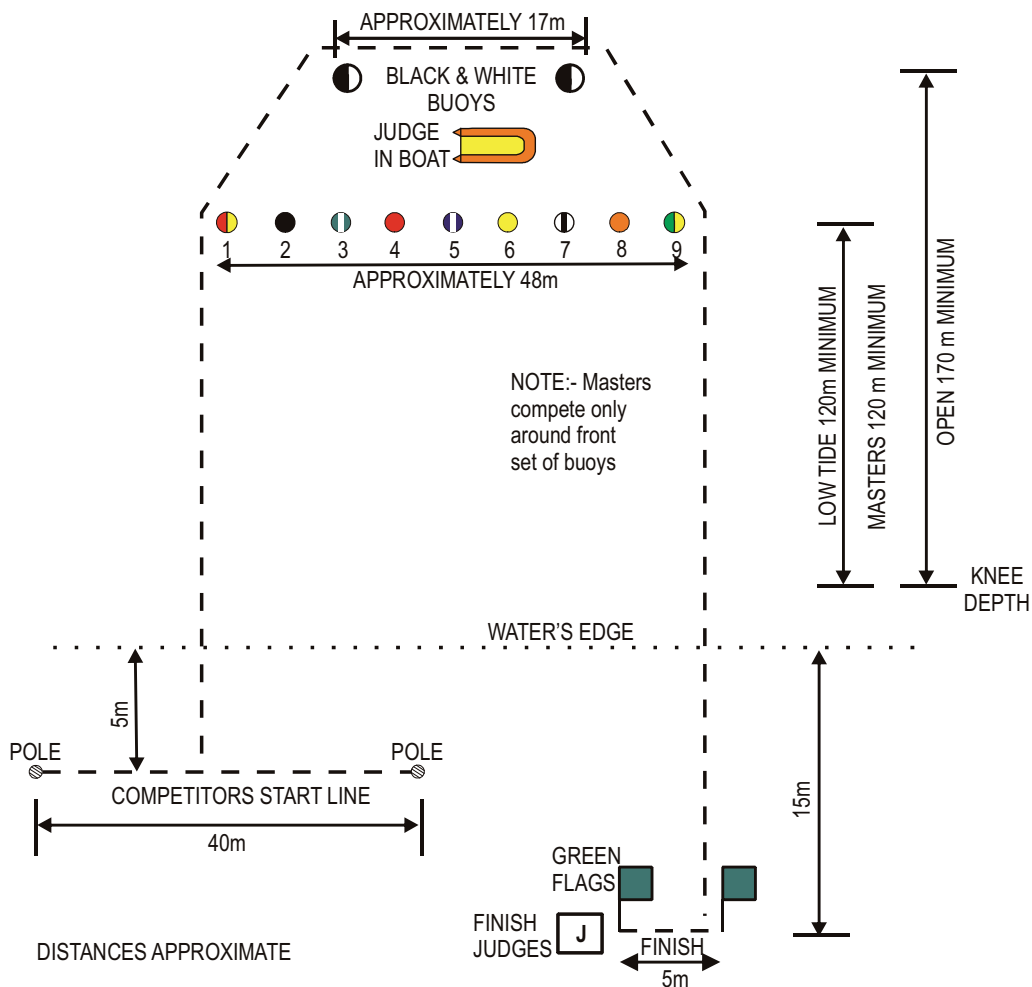 APPROXIMATELY 17m
BLACK & WHITE
BUOYS
JUDGE
IN BOAT
1 2 3 4 5 6 7 8 9
APPROXIMATELY 48m
NOTE:- Masters
compete only
around front
set of buoys
LOW TIDE 120m MINIMUM
MASTERS 120 m MINIMUM
OPEN 170 m MINIMUM
KNEE
DEPTH
WATER'S EDGE
5m
POLE POLE
COMPETITORS START LINE
40m
15m
GREEN
FLAGS
FINISH
JUDGES
J
FINISH
5m
DISTANCES APPROXIMATE